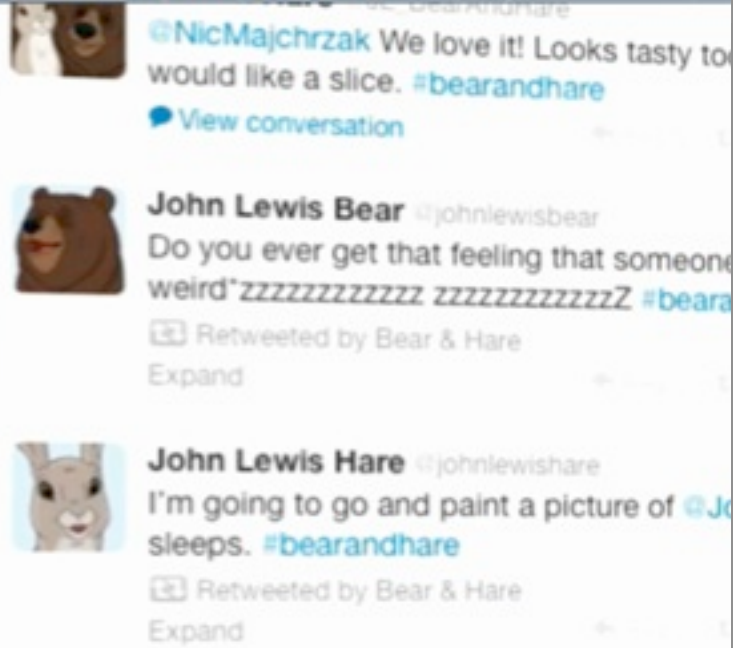 @NicMajchrzak We love it! Looks tasty
would like a slice. #bearandhare
View conversation
John Lewis Bear @johnlewisbear
Do you ever get that feeling that someone
weird*zzzzzzzzzzzzz zzzzzzzzzzzzzZ
Retweeted by Bear & Hare
Expand
John Lewis Hare @johnlewishare
I'm going to go and paint a picture of
sleeps. #bearandhare
Retweeted by Bear & Hare
Expand